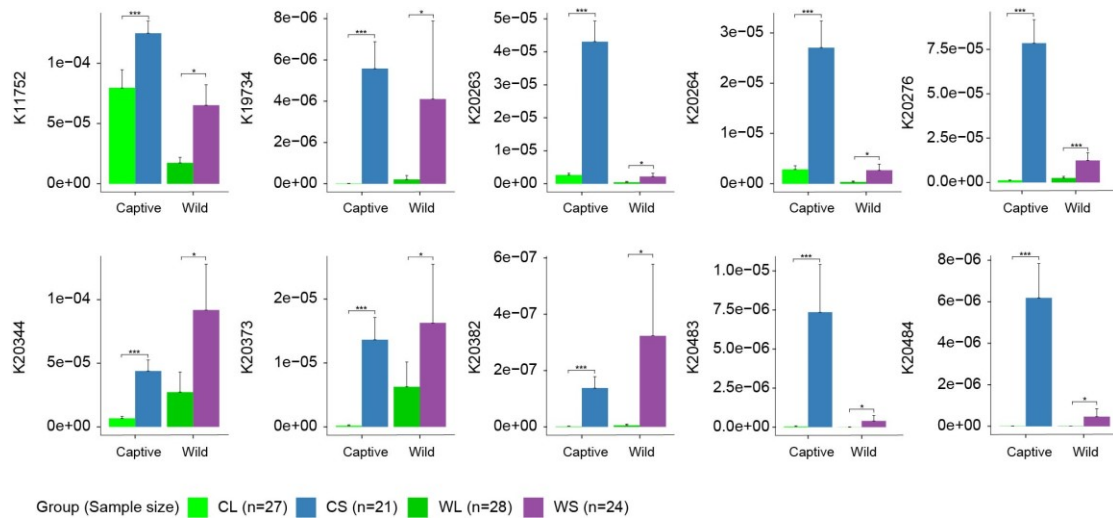 K11752
1e−04
5e−05
0e+00
***
*
Captive Wild
K19734
8e−06
6e−06
4e−06
2e−06
0e+00
***
*
Captive Wild
K20263
5e−05
4e−05
3e−05
2e−05
1e−05
0e+00
***
*
Captive Wild
K20264
3e−05
2e−05
1e−05
0e+00
***
*
Captive Wild
K20276
7.5e−05
5.0e−05
2.5e−05
0.0e+00
***
***
Captive Wild
K20344
1e−04
5e−05
0e+00
***
*
Captive Wild
K20373
2e−05
1e−05
0e+00
***
*
Captive Wild
K20382
6e−07
4e−07
2e−07
0e+00
***
*
Captive Wild
K20483
1.0e−05
7.5e−06
5.0e−06
2.5e−06
0.0e+00
***
*
Captive Wild
K20484
8e−06
6e−06
4e−06
2e−06
0e+00
***
*
Captive Wild
Group (Sample size) CL (n=27) CS (n=21) WL (n=28) WS (n=24)